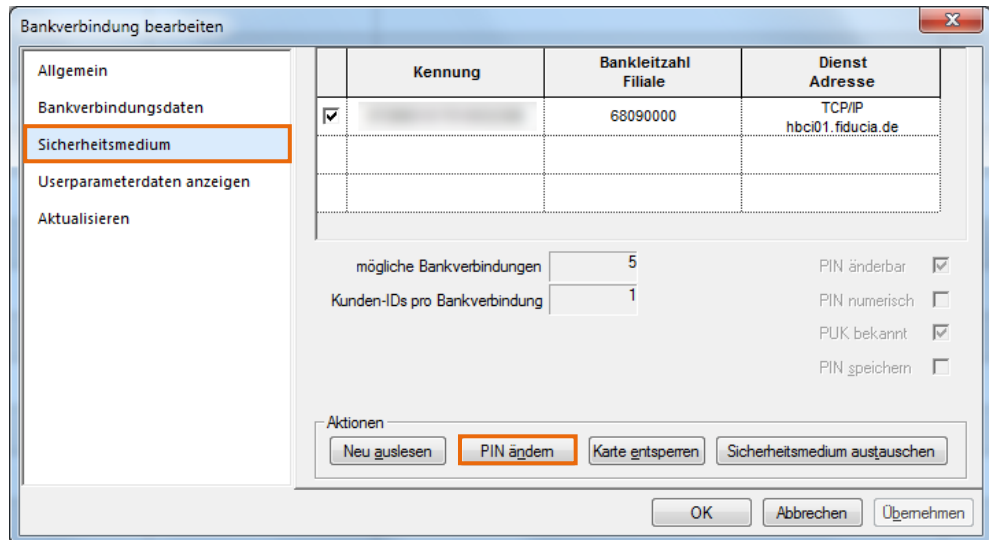 Bankverbindung bearbeiten
Allgemein
Bankverbindungsdaten
Sicherheitsmedium
Userparameterdaten anzeigen
Aktualisieren
Kennung
Bankleitzahl
Filiale
Dienst
Adresse
68090000
TCP/IP
hbci01.fiducia.de
mögliche Bankverbindungen 5
Kunden-IDs pro Bankverbindung 1
PIN änderbar
PIN numerisch
PUK bekannt
PIN speichern
Aktionen
Neu auslesen PIN ändern Karte entsperren Sicherheitsmedium austauschen
OK Abbrechen Übernehmen